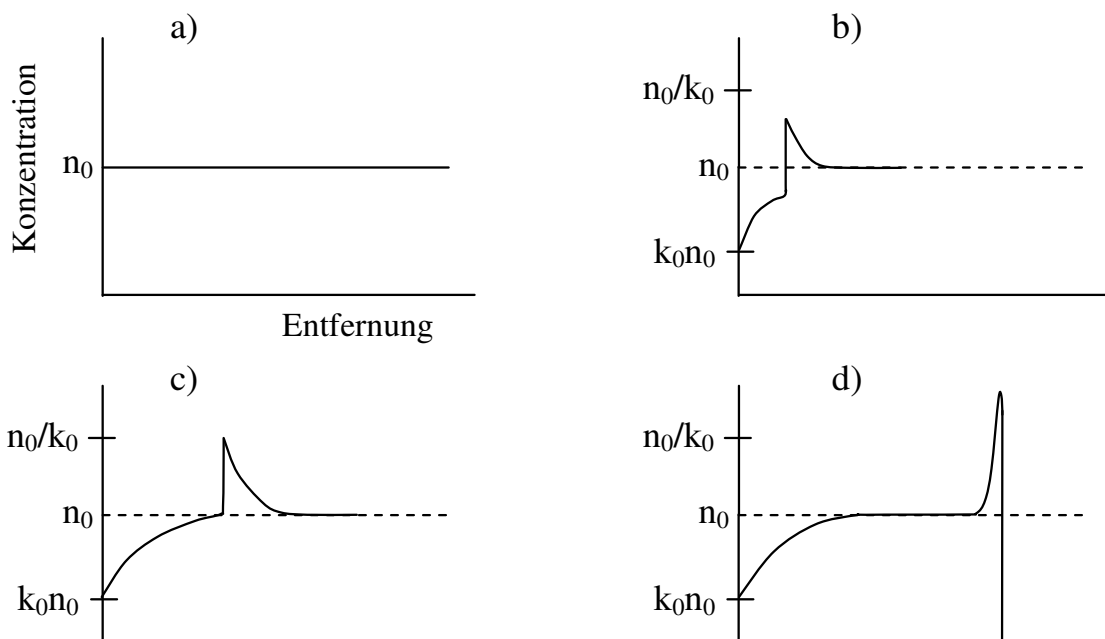 a)
Konzentration
n₀
Entfernung
b)
n₀/k₀
n₀
k₀n₀
c)
n₀/k₀
n₀
k₀n₀
d)
n₀/k₀
n₀
k₀n₀